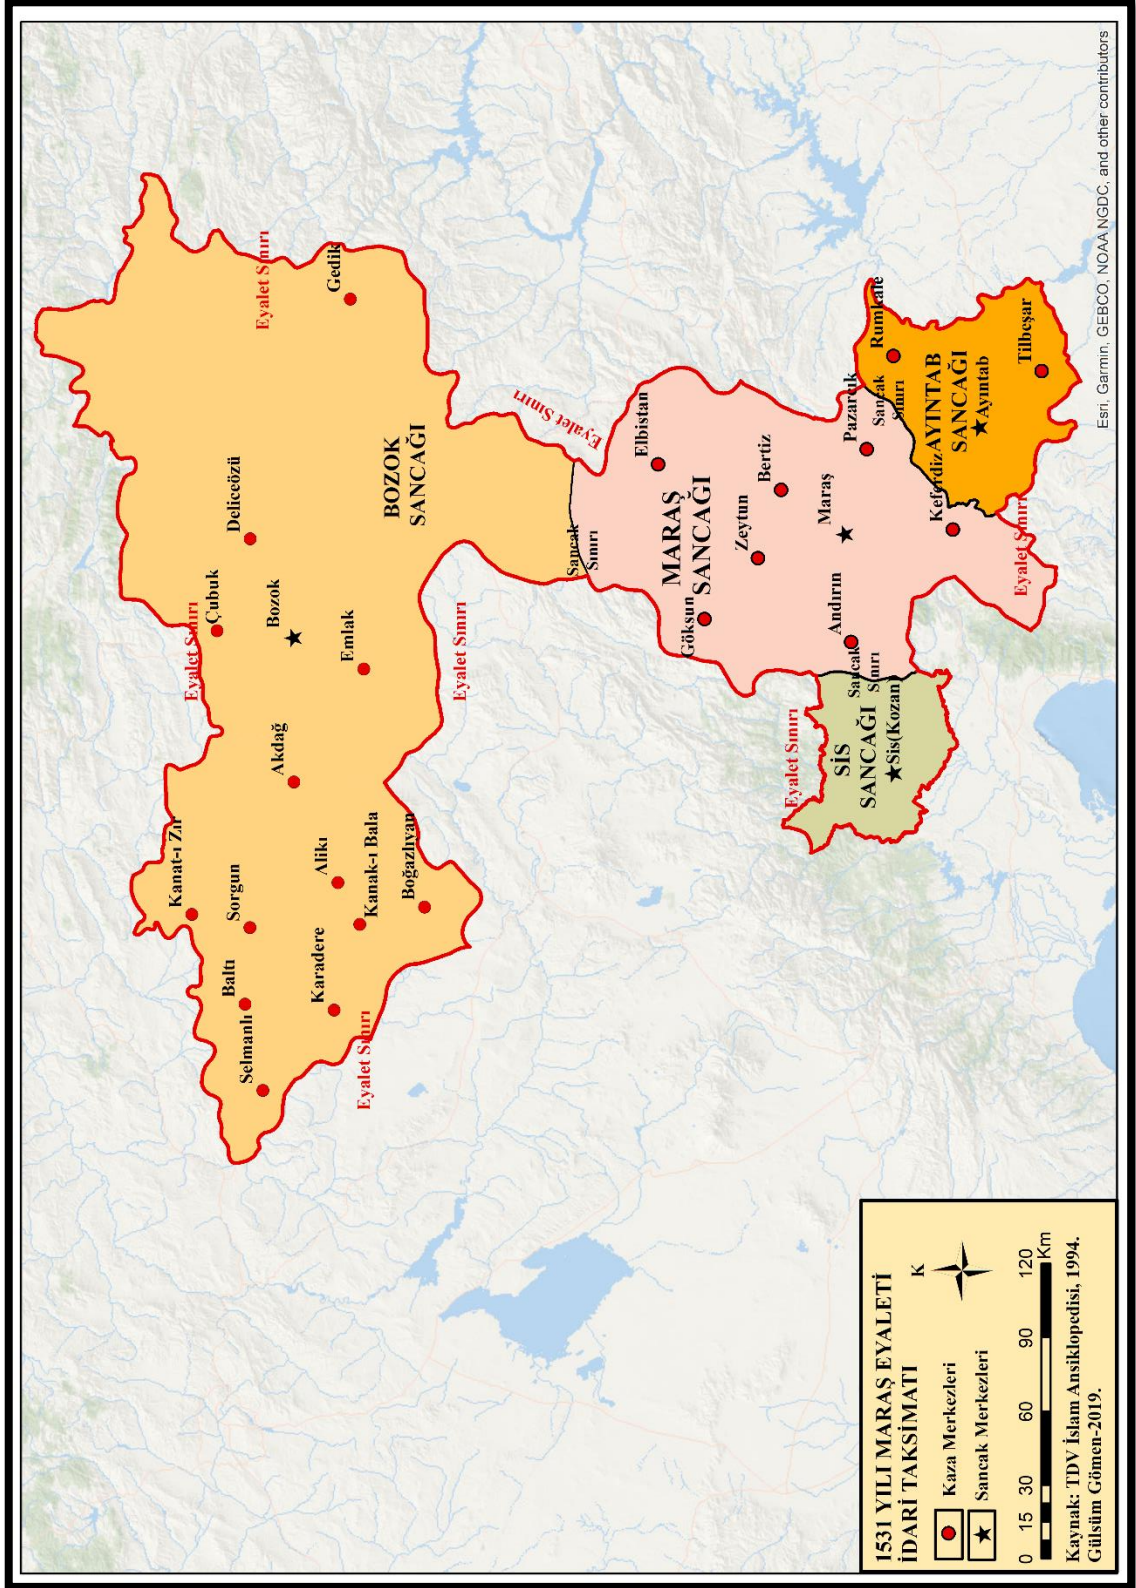 Kanat-ı Zır
Eyalet Sınırı
Çubuk
Baltı
Sorgun
Deliceözü
Selmanlı
Eyalet Sınırı
Akdağ
Bozok
Karadere
Alikı
Gedik
Emlak
Eyalet Sınırı
Kanak-ı Bala
BOZOK
SANCAĞI
Boğazlıyan
Eyalet Sınırı
Eyalet Sınırı
Sancak
Sınırı
Elbistan
MARAŞ
SANCAĞI
Göksun
Zeytun
Bertiz
Eyalet Sınırı
Maraş
Andırın
Pazarcık
Sancak
Sınırı
SİS
SANCAĞI
Sis(Kozan)
Rumkale
Sancak
Sınırı
AYINTAB
SANCAĞI
Ayıntab
Keferdiz
Eyalet Sınırı
Tilbeşar
1531 YILI MARAŞ EYALETİ
İDARİ TAKSİMATI
K
Kaza Merkezleri
Sancak Merkezleri
0 15 30 60 90 120
Km
Kaynak: TDV İslam Ansiklopedisi, 1994.
Gülsüm Gömen-2019.
Esri, Garmin, GEBCO, NOAA NGDC, and other contributors